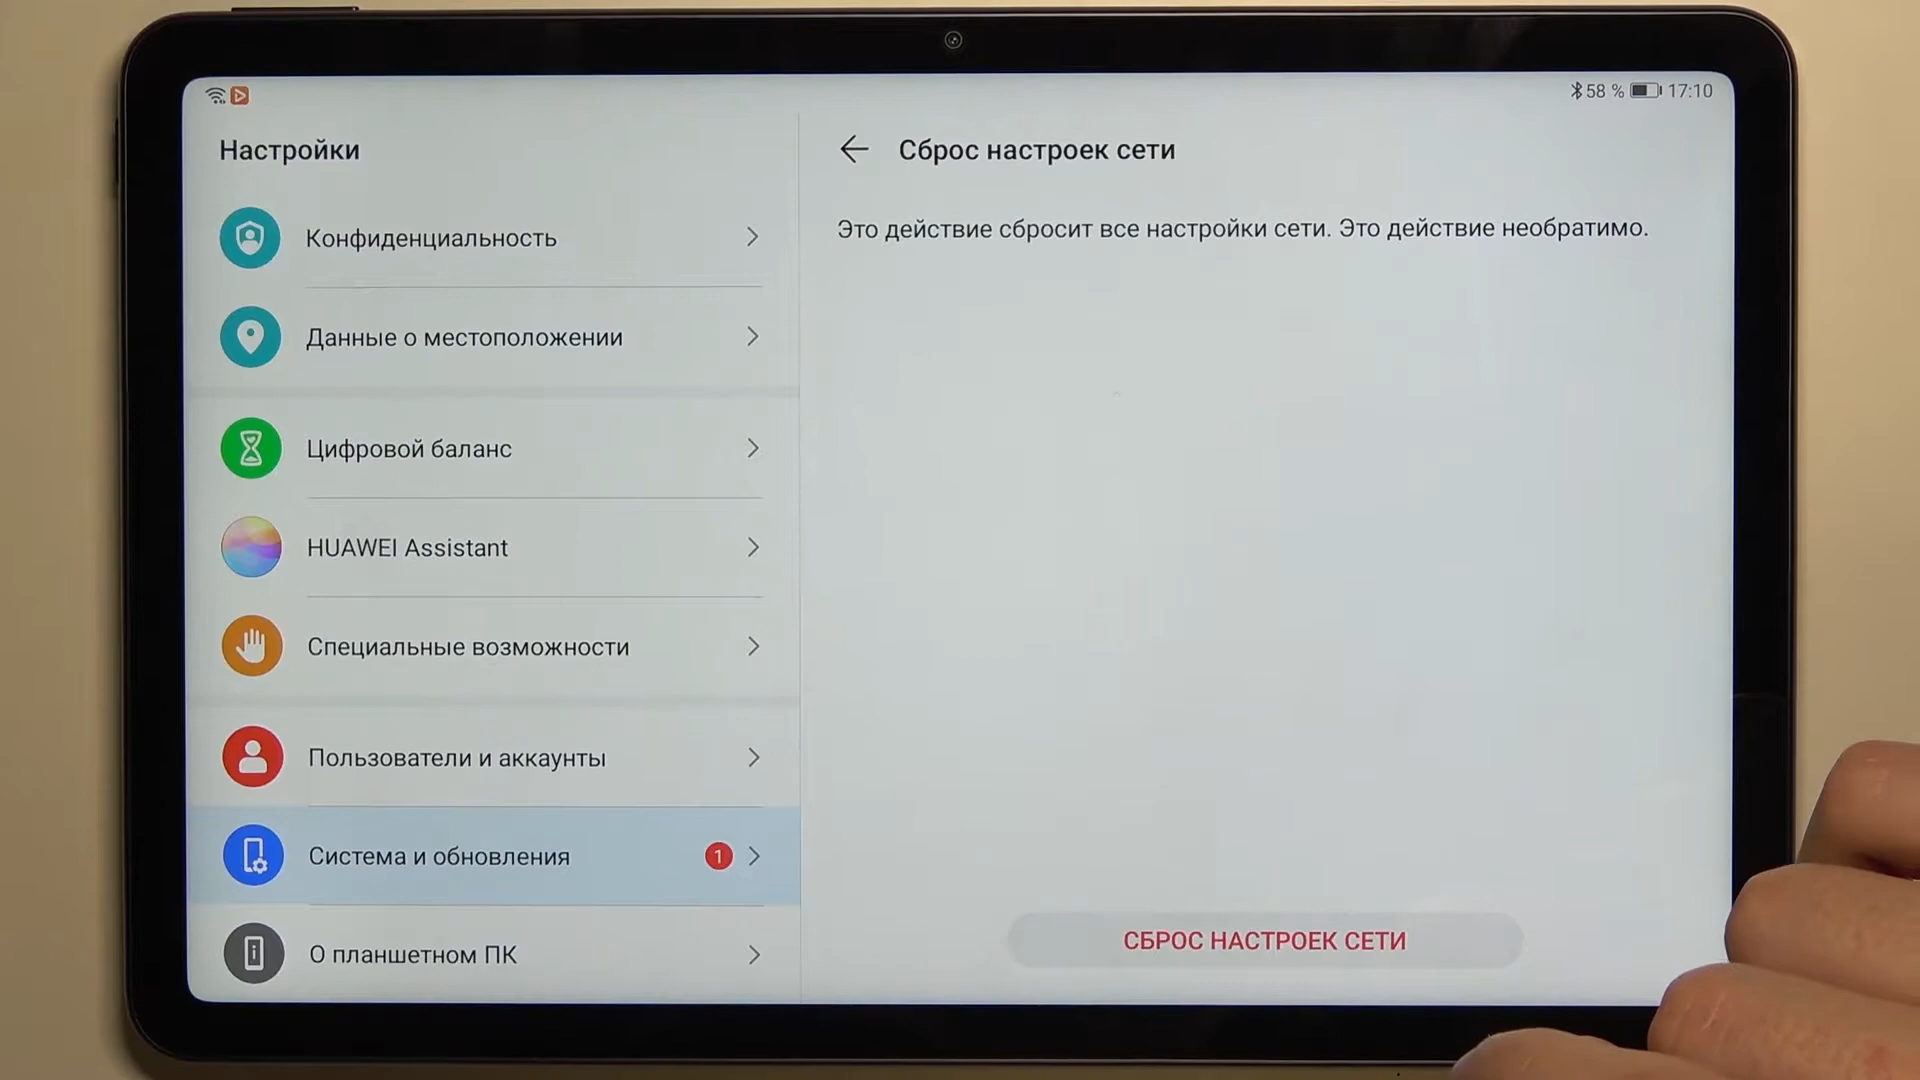 58 % 17:10
Настройки
Конфиденциальность
Данные о местоположении
Цифровой баланс
HUAWEI Assistant
Специальные возможности
Пользователи и аккаунты
Система и обновления 1
О планшетном ПК
Сброс настроек сети
Это действие сбросит все настройки сети. Это действие необратимо.
СБРОС НАСТРОЕК СЕТИ